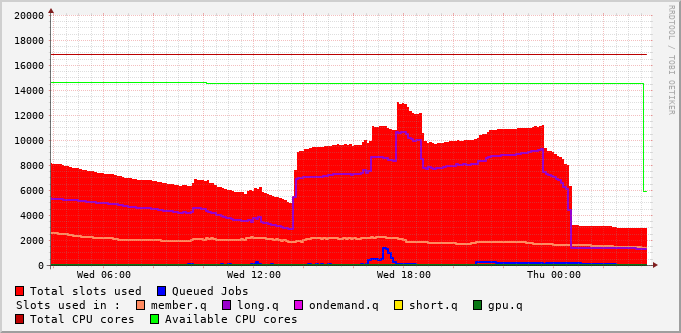 RRDTOOL / TOBI OETIKER
20000
18000
16000
14000
12000
10000
8000
6000
4000
2000
0
Wed 06:00 Wed 12:00 Wed 18:00 Thu 00:00
Total slots used Queued Jobs
Slots used in : member.q long.q ondemand.q short.q gpu.q
Total CPU cores Available CPU cores